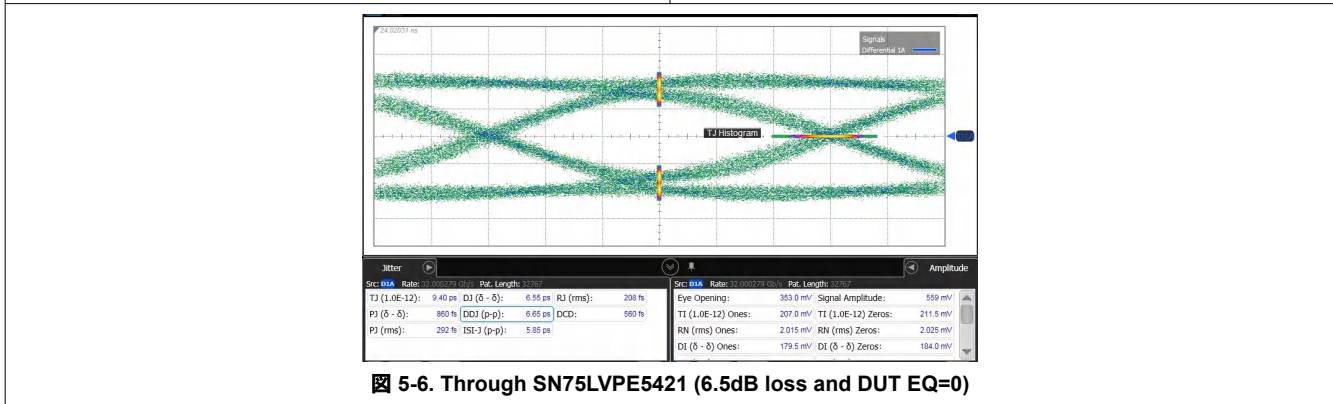 24.02031 ns
Signals
Differential 1A
TJ Histogram
Jitter
Amplitude
Src: D1A Rate: 32.000279 Gb/s Pat. Length: 32767
TJ (1.0E-12): 9.40 ps DJ (δ - δ): 6.55 ps RJ (rms): 208 fs
PJ (δ - δ): 860 fs DDJ (p-p): 6.65 ps DCD: 560 fs
PJ (rms): 292 fs ISI-J (p-p): 5.85 ps
Src: D1A Rate: 32.000279 Gb/s Pat. Length: 32767
Eye Opening: 353.0 mV Signal Amplitude: 559 mV
TI (1.0E-12) Ones: 207.0 mV TI (1.0E-12) Zeros: 211.5 mV
RN (rms) Ones: 2.015 mV RN (rms) Zeros: 2.025 mV
DI (δ - δ) Ones: 179.5 mV DI (δ - δ) Zeros: 184.0 mV
図 5-6. Through SN75LVPE5421 (6.5dB loss and DUT EQ=0)